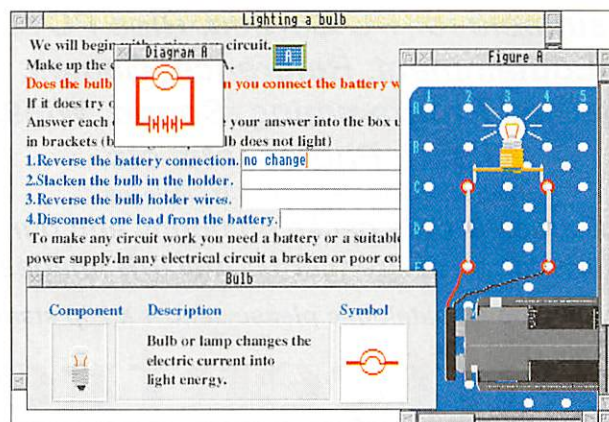 Lighting a bulb
We will begin circuit.
Make up the A.
Does the bulb n you connect the battery w
If it does try o
Answer each e your answer into the box u
in brackets (b lb does not light)
1.Reverse the battery connection. no change
2.Slacken the bulb in the holder.
3.Reverse the bulb holder wires.
4.Disconnect one lead from the battery.
To make any circuit work you need a battery or a suitable
power supply.In any electrical circuit a broken or poor co
Diagram A
A
Figure A
1 2 3 4 5
A
B
C
D
E
Bulb
Component Description Symbol
Bulb or lamp changes the
electric current into
light energy.